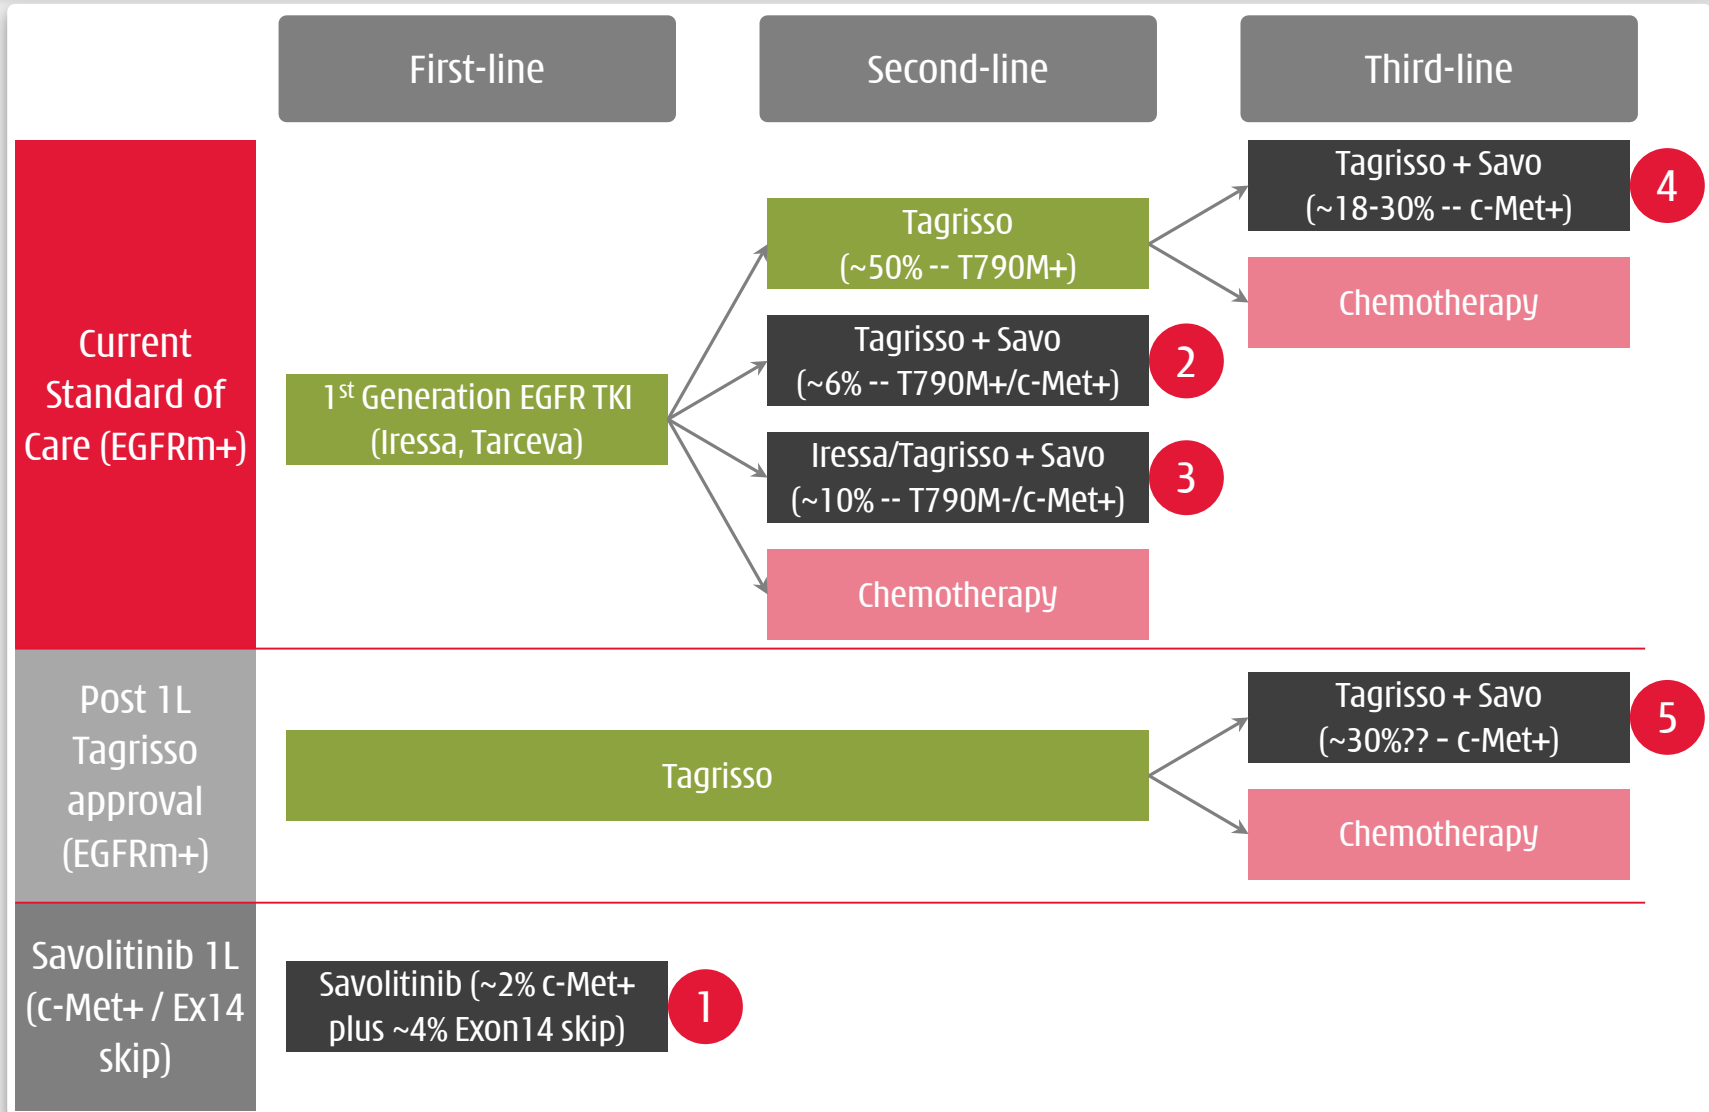 First-line
Second-line
Third-line
Current
Standard of
Care (EGFRm+)
1st Generation EGFR TKI
(Iressa, Tarceva)
Tagrisso
(~50% -- T790M+)
Tagrisso + Savo
(~6% -- T790M+/c-Met+)
2
Iressa/Tagrisso + Savo
(~10% -- T790M-/c-Met+)
3
Chemotherapy
Tagrisso + Savo
(~18-30% -- c-Met+)
4
Chemotherapy
Post 1L
Tagrisso
approval
(EGFRm+)
Tagrisso
Tagrisso + Savo
(~30%?? – c-Met+)
5
Chemotherapy
Savolitinib 1L
(c-Met+ / Ex14
skip)
Savolitinib (~2% c-Met+
plus ~4% Exon14 skip)
1